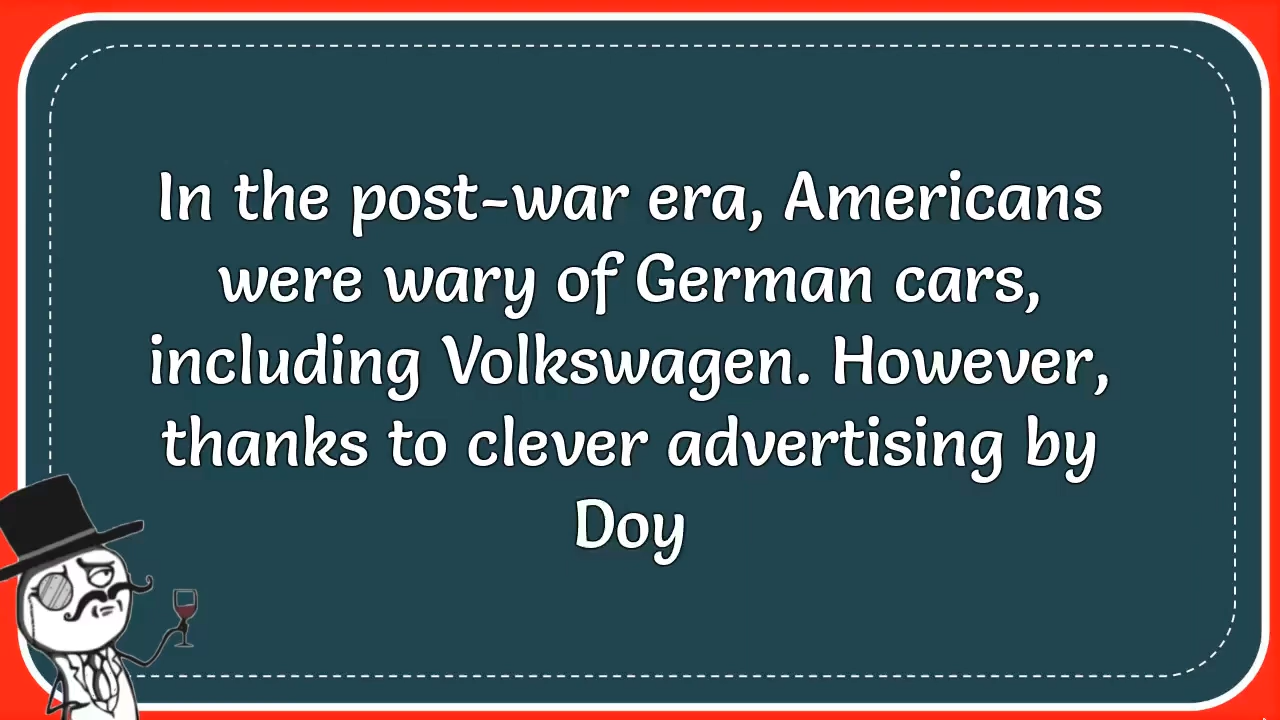 In the post-war era, Americans
were wary of German cars,
including Volkswagen. However,
thanks to clever advertising by
Doy